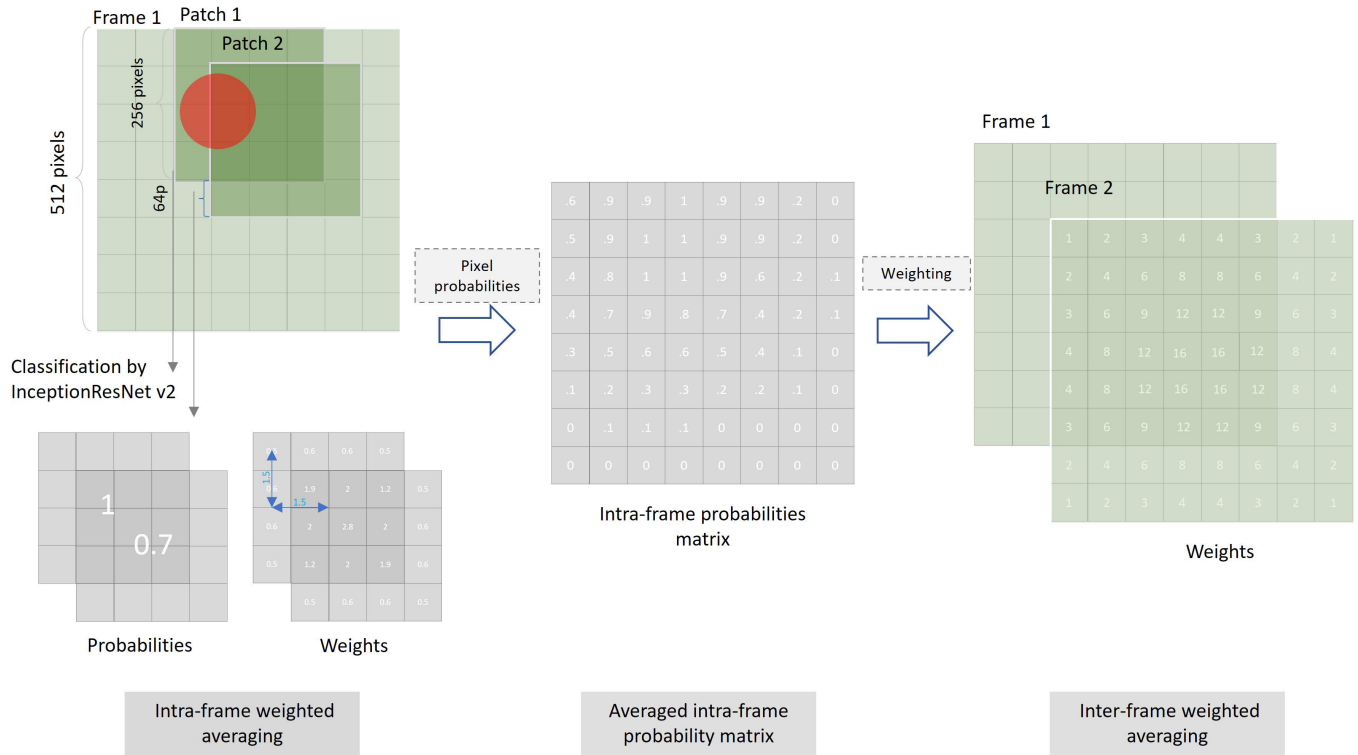 Frame 1
Patch 1
Patch 2
512 pixels
256 pixels
64p
Classification by
InceptionResNet v2
1
0.7
Probabilities
0.6 0.6 0.5
1.5
0.6 1.9 2 1.2 0.5
1.5
0.6 2 2.8 2 0.6
0.5 1.2 2 1.9 0.6
0.5 0.6 0.6 0.5
Weights
Intra-frame weighted
averaging
Pixel
probabilities
.6 .9 .9 1 .9 .9 .2 0
.5 .9 1 1 .9 .9 .2 0
.4 .8 1 1 .9 .6 .2 .1
.4 .7 .9 .8 .7 .4 .2 .1
.3 .5 .6 .6 .5 .4 .1 0
.1 .2 .3 .3 .2 .2 .1 0
0 .1 .1 .1 0 0 0 0
0 0 0 0 0 0 0 0
Intra-frame probabilities
matrix
Averaged intra-frame
probability matrix
Weighting
Frame 1
Frame 2
1 2 3 4 4 3 2 1
2 4 6 8 8 6 4 2
3 6 9 12 12 9 6 3
4 8 12 16 16 12 8 4
4 8 12 16 16 12 8 4
3 6 9 12 12 9 6 3
2 4 6 8 8 6 4 2
1 2 3 4 4 3 2 1
Weights
Inter-frame weighted
averaging